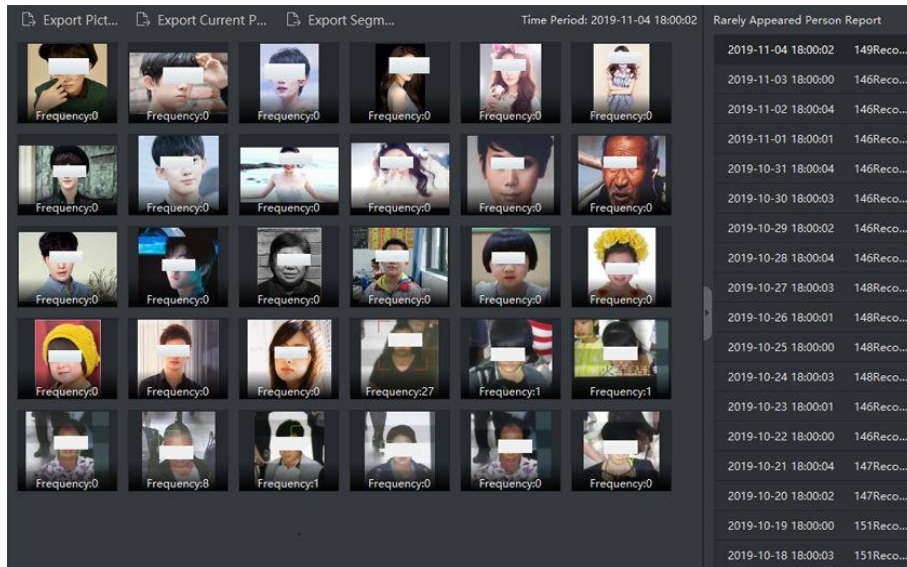 Export Pict... Export Current P... Export Segm... Time Period: 2019-11-04 18:00:02
Frequency:0 Frequency:0 Frequency:0 Frequency:0 Frequency:0 Frequency:0
Frequency:0 Frequency:0 Frequency:0 Frequency:0 Frequency:0 Frequency:0
Frequency:0 Frequency:0 Frequency:0 Frequency:0 Frequency:0 Frequency:0
Frequency:0 Frequency:0 Frequency:0 Frequency:27 Frequency:1 Frequency:1
火车站
Frequency:0 Frequency:8 Frequency:1 Frequency:0 Frequency:0 Frequency:0
Rarely Appeared Person Report
2019-11-04 18:00:02 149Reco...
2019-11-03 18:00:00 146Reco...
2019-11-02 18:00:04 146Reco...
2019-11-01 18:00:01 146Reco...
2019-10-31 18:00:04 146Reco...
2019-10-30 18:00:03 146Reco...
2019-10-29 18:00:02 146Reco...
2019-10-28 18:00:04 146Reco...
2019-10-27 18:00:03 148Reco...
2019-10-26 18:00:01 148Reco...
2019-10-25 18:00:00 148Reco...
2019-10-24 18:00:03 148Reco...
2019-10-23 18:00:01 146Reco...
2019-10-22 18:00:00 146Reco...
2019-10-21 18:00:04 147Reco...
2019-10-20 18:00:02 147Reco...
2019-10-19 18:00:00 151Reco...
2019-10-18 18:00:03 151Reco...